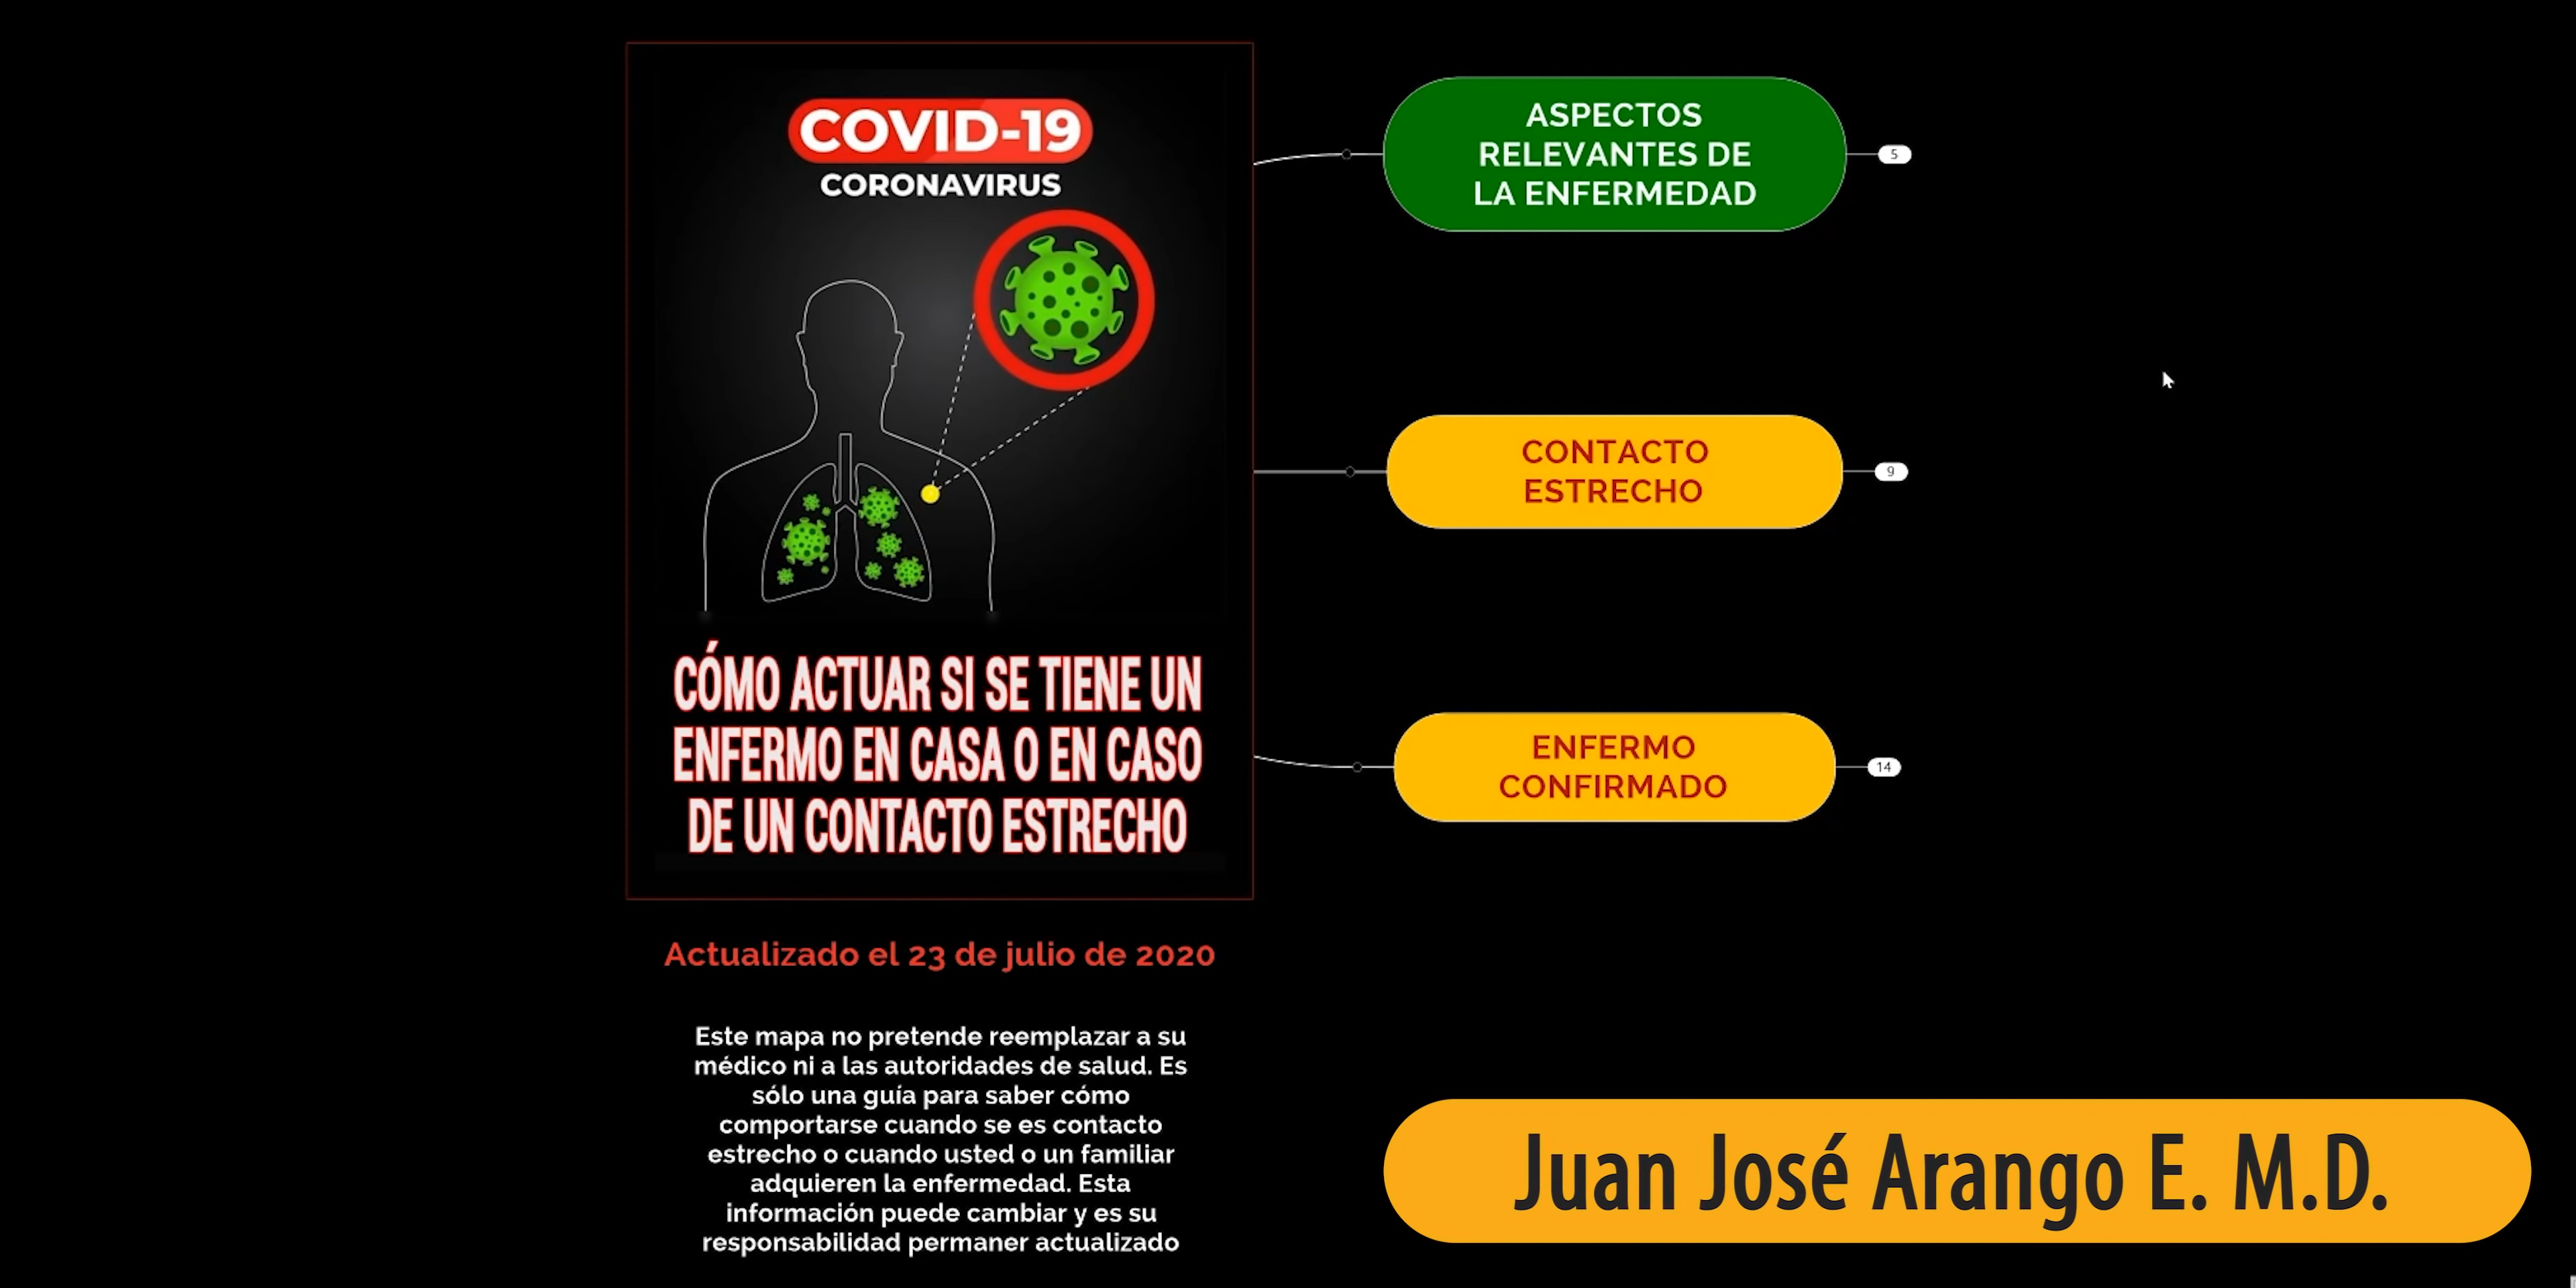 COVID-19
CORONAVIRUS
CÓMO ACTUAR SI SE TIENE UN
ENFERMO EN CASA O EN CASO
DE UN CONTACTO ESTRECHO
Actualizado el 23 de julio de 2020
Este mapa no pretende reemplazar a su
médico ni a las autoridades de salud. Es
sólo una guía para saber cómo
comportarse cuando se es contacto
estrecho o cuando usted o un familiar
adquieren la enfermedad. Esta
información puede cambiar y es su
responsabilidad permaner actualizado
ASPECTOS
RELEVANTES DE
LA ENFERMEDAD
5
CONTACTO
ESTRECHO
9
ENFERMO
CONFIRMADO
14
Juan José Arango E. M.D.